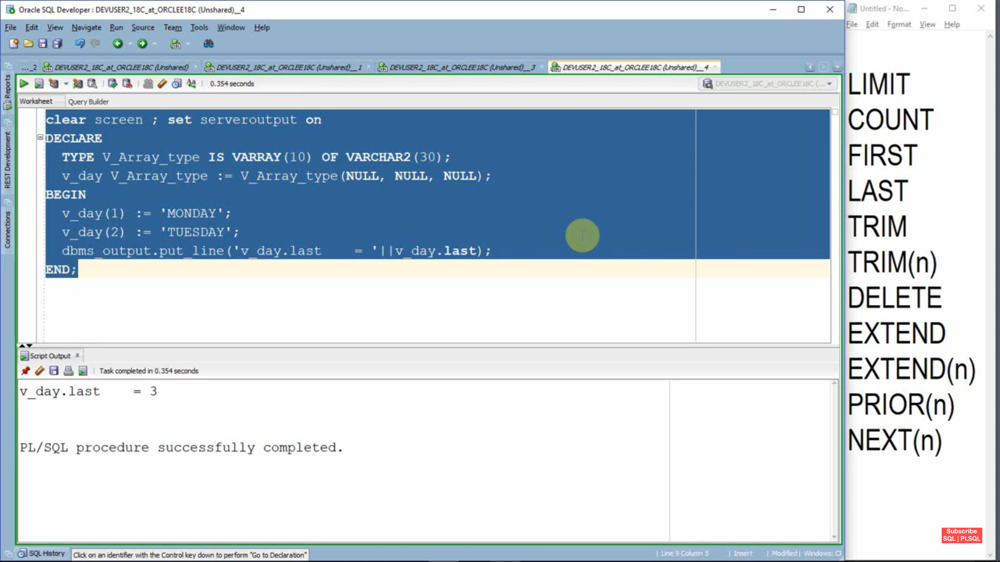 Oracle SQL Developer : DEVUSER2_18C_at_ORCLEE18C (Unshared)__4
File Edit View Navigate Run Source Team Tools Window Help
..._2 DEVUSER2_18C_at_ORCLEE18C (Unshared) DEVUSER2_18C_at_ORCLEE18C (Unshared)__1 DEVUSER2_18C_at_ORCLEE18C (Unshared)__3 DEVUSER2_18C_at_ORCLEE18C (Unshared)__4
0.354 seconds
DEVUSER2_18C_at_ORCLEE18C (...
Worksheet Query Builder
Reports
REST Development
Connections
clear screen ; set serveroutput on
DECLARE
TYPE V_Array_type IS VARRAY(10) OF VARCHAR2(30);
v_day V_Array_type := V_Array_type(NULL, NULL, NULL);
BEGIN
v_day(1) := 'MONDAY';
v_day(2) := 'TUESDAY';
dbms_output.put_line('v_day.last    = '||v_day.last);
END;
Script Output
Task completed in 0.354 seconds
v_day.last    = 3
PL/SQL procedure successfully completed.
SQL History Click on an identifier with the Control key down to perform "Go to Declaration"
Line 9 Column 5 Insert Modified Windows:
Untitled - No...
File Edit Format View Help
LIMIT
COUNT
FIRST
LAST
TRIM
TRIM(n)
DELETE
EXTEND
EXTEND(n)
PRIOR(n)
NEXT(n)
Subscribe
SQL | PLSQL